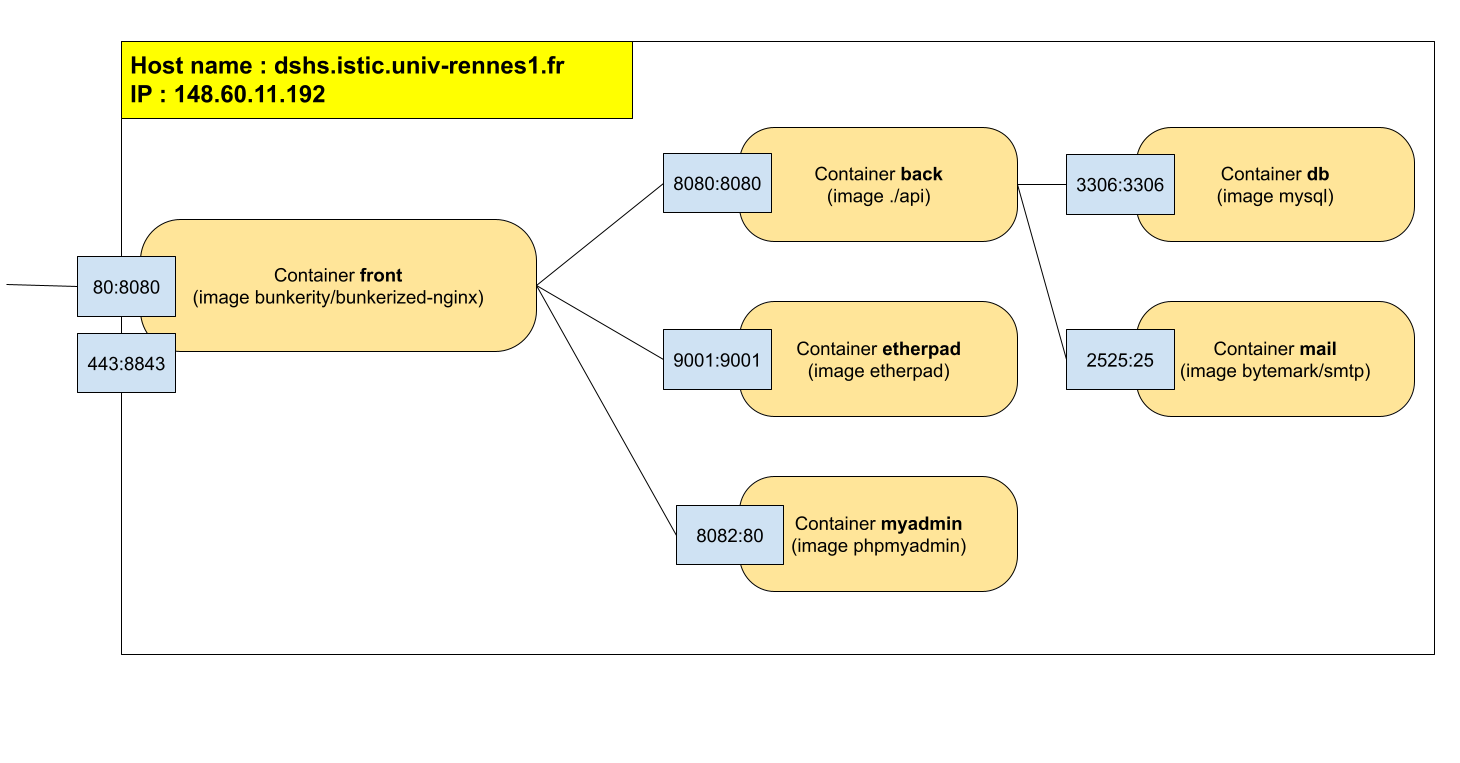 Host name : dshs.istic.univ-rennes1.fr
IP : 148.60.11.192
80:8080
443:8843
Container front
(image bunkerity/bunkerized-nginx)
8080:8080
Container back
(image ./api)
3306:3306
Container db
(image mysql)
9001:9001
Container etherpad
(image etherpad)
2525:25
Container mail
(image bytemark/smtp)
8082:80
Container myadmin
(image phpmyadmin)